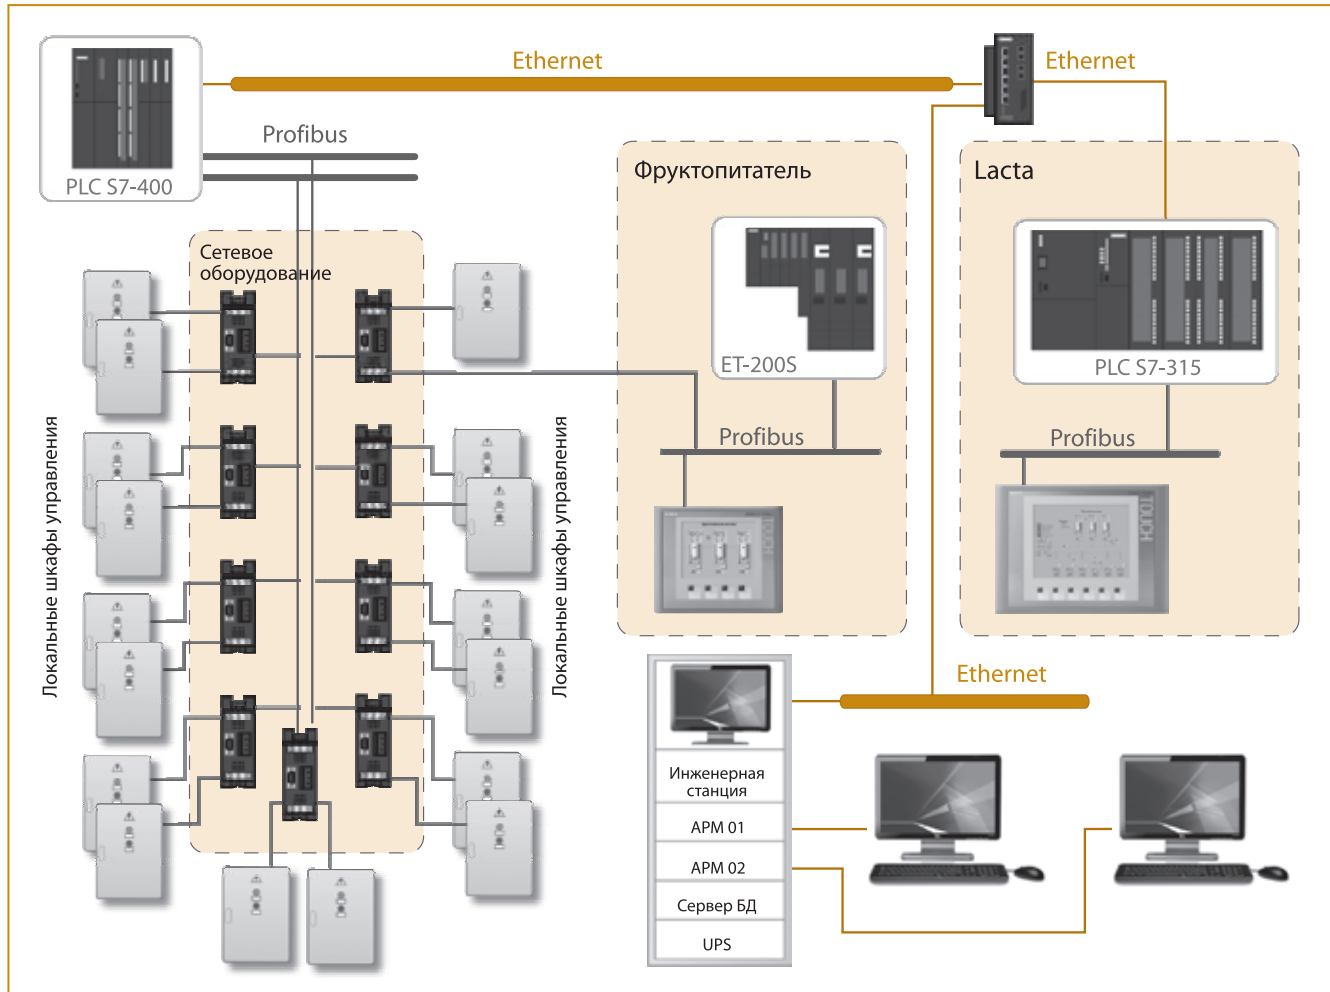 Ethernet
Ethernet
Profibus
PLC S7-400
Фруктопитатель
Lacta
Сетевое
оборудование
ET-200S
PLC S7-315
Profibus
Profibus
Локальные шкафы управления
Локальные шкафы управления
Ethernet
Инженерная
станция
АРМ 01
АРМ 02
Сервер БД
UPS